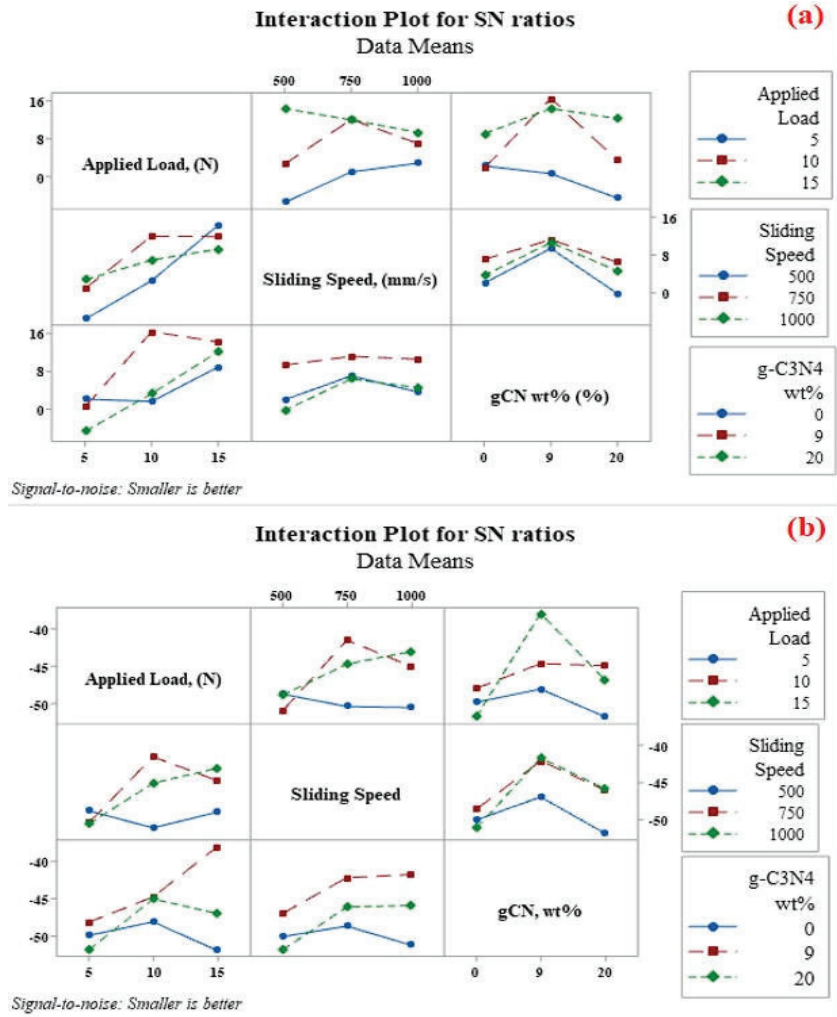 Interaction Plot for SN ratios
(a)
Data Means
500 750 1000
16
8
0
Applied Load, (N)
Applied
Load
5
10
15
Sliding Speed, (mm/s)
16
8
0
Sliding
Speed
500
750
1000
16
8
0
gCN wt% (%)
g-C3N4
wt%
0
9
20
5 10 15
0 9 20
Signal-to-noise: Smaller is better
Interaction Plot for SN ratios
(b)
Data Means
500 750 1000
-40
-45
-50
Applied Load, (N)
Applied
Load
5
10
15
Sliding Speed
-40
-45
-50
Sliding
Speed
500
750
1000
-40
-45
-50
gCN, wt%
g-C3N4
wt%
0
9
20
5 10 15
0 9 20
Signal-to-noise: Smaller is better